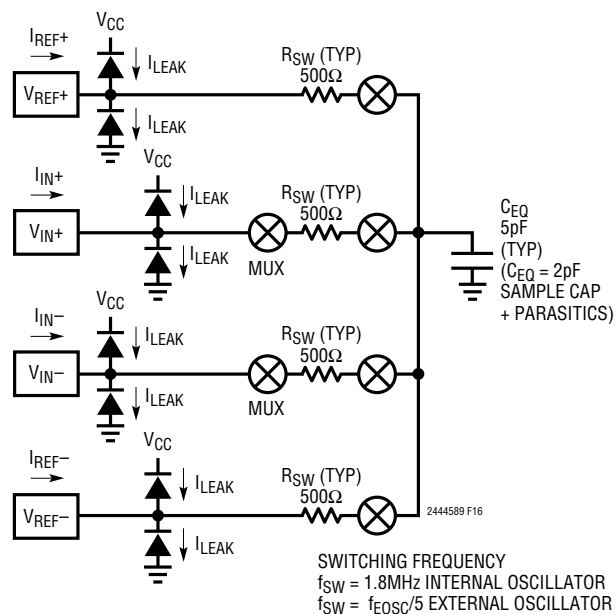 VCC
IREF+
ILEAK
RSW (TYP)
500Ω
VREF+
ILEAK
VCC
IIN+
ILEAK
RSW (TYP)
500Ω
VIN+
ILEAK
MUX
CEQ
5pF
(TYP)
(CEQ = 2pF
SAMPLE CAP
+ PARASITICS)
VCC
IIN–
ILEAK
RSW (TYP)
500Ω
VIN–
ILEAK
MUX
VCC
IREF–
ILEAK
RSW (TYP)
500Ω
VREF–
ILEAK
2444589 F16
SWITCHING FREQUENCY
fSW = 1.8MHz INTERNAL OSCILLATOR
fSW = fEOSC/5 EXTERNAL OSCILLATOR